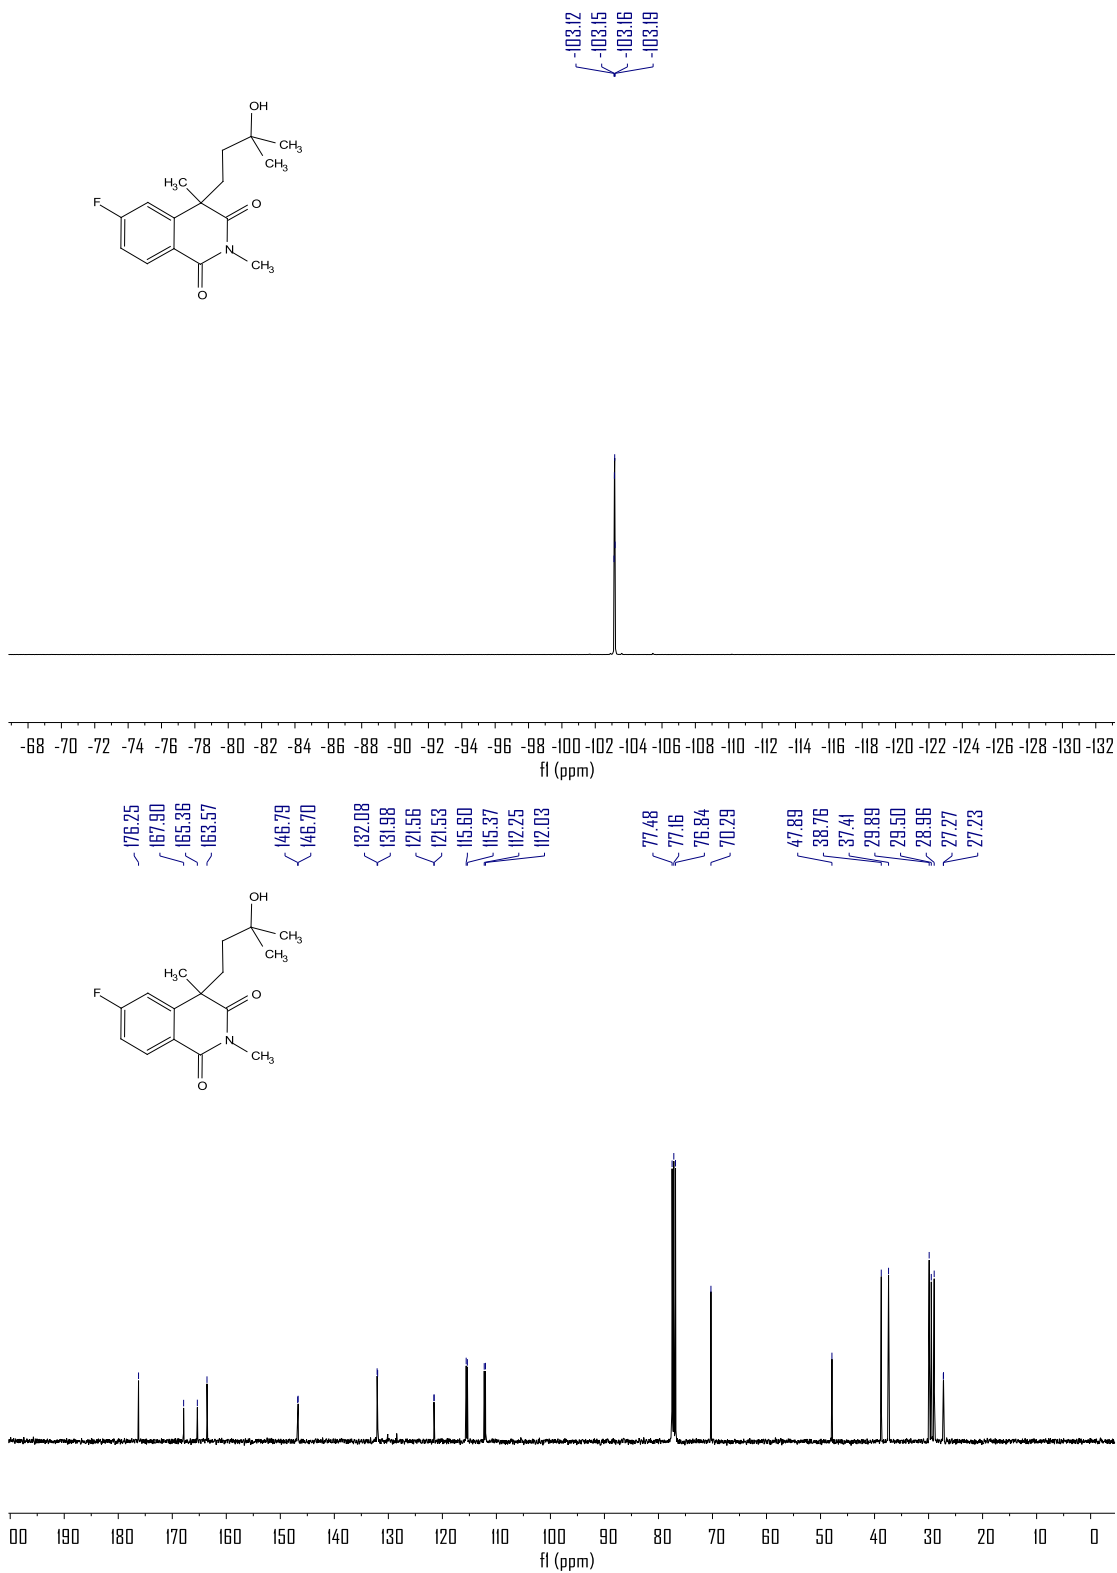 -103.12
-103.15
-103.16
-103.19
OH
CH3
CH3
H3C
F
O
N
CH3
O
-68 -70 -72 -74 -76 -78 -80 -82 -84 -86 -88 -90 -92 -94 -96 -98 -100 -102 -104 -106 -108 -110 -112 -114 -116 -118 -120 -122 -124 -126 -128 -130 -132
f1 (ppm)
176.25
167.90
165.36
163.57
146.79
146.70
132.08
131.98
121.56
121.53
115.60
115.37
112.25
112.03
77.48
77.16
76.84
70.29
47.89
38.76
37.41
29.89
29.50
28.96
27.27
27.23
OH
CH3
CH3
H3C
F
O
N
CH3
O
00 190 180 170 160 150 140 130 120 110 100 90 80 70 60 50 40 30 20 10 0
f1 (ppm)